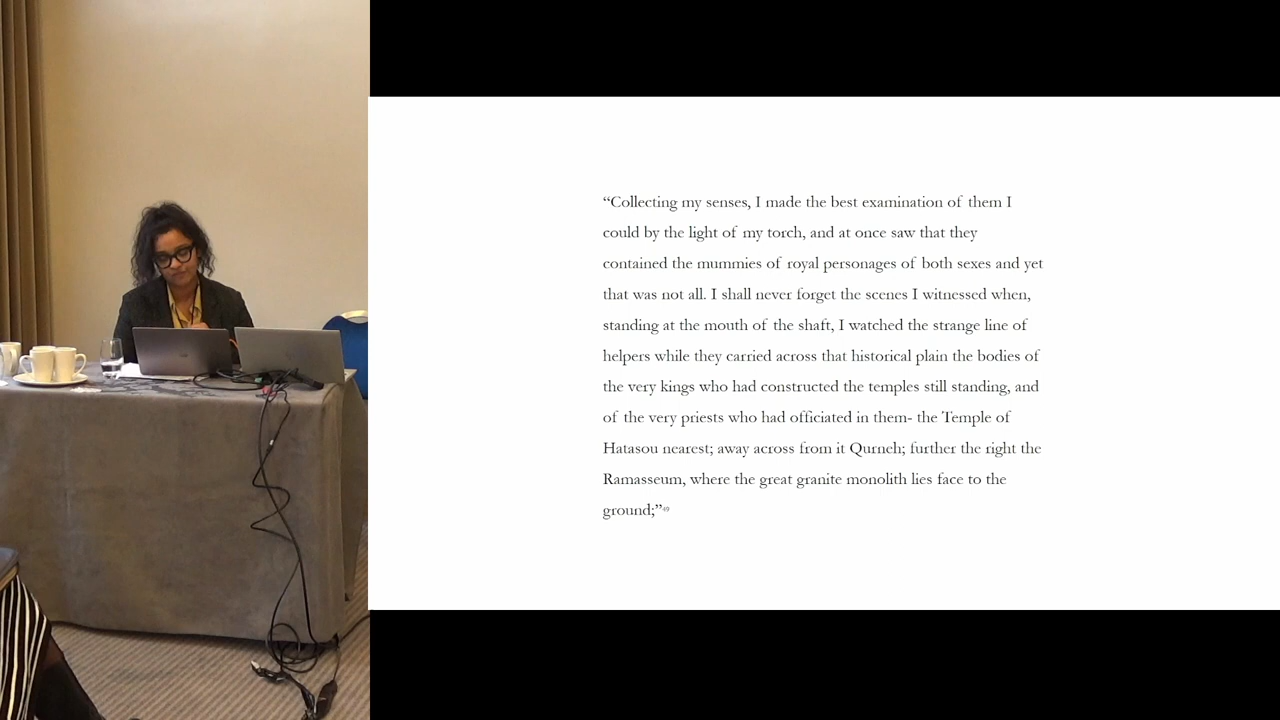 “Collecting my senses, I made the best examination of them I
could by the light of my torch, and at once saw that they
contained the mummies of royal personages of both sexes and yet
that was not all. I shall never forget the scenes I witnessed when,
standing at the mouth of the shaft, I watched the strange line of
helpers while they carried across that historical plain the bodies of
the very kings who had constructed the temples still standing, and
of the very priests who had officiated in them- the Temple of
Hatasou nearest; away across from it Qurneh; further the right the
Ramasseum, where the great granite monolith lies face to the
ground;”⁴⁹